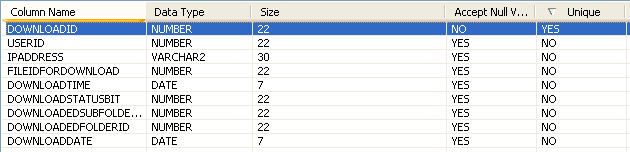 Column Name Data Type Size Accept Null V... Unique
DOWNLOADID NUMBER 22 NO YES
USERID NUMBER 22 YES NO
IPADDRESS VARCHAR2 30 YES NO
FILEIDFORDOWNLOAD NUMBER 22 YES NO
DOWNLOADTIME DATE 7 YES NO
DOWNLOADSTATUSBIT NUMBER 22 YES NO
DOWNLOADEDSUBFOLDE... NUMBER 22 YES NO
DOWNLOADEDFOLDERID NUMBER 22 YES NO
DOWNLOADDATE DATE 7 YES NO